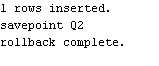 1 rows inserted.
savepoint Q2
rollback complete.